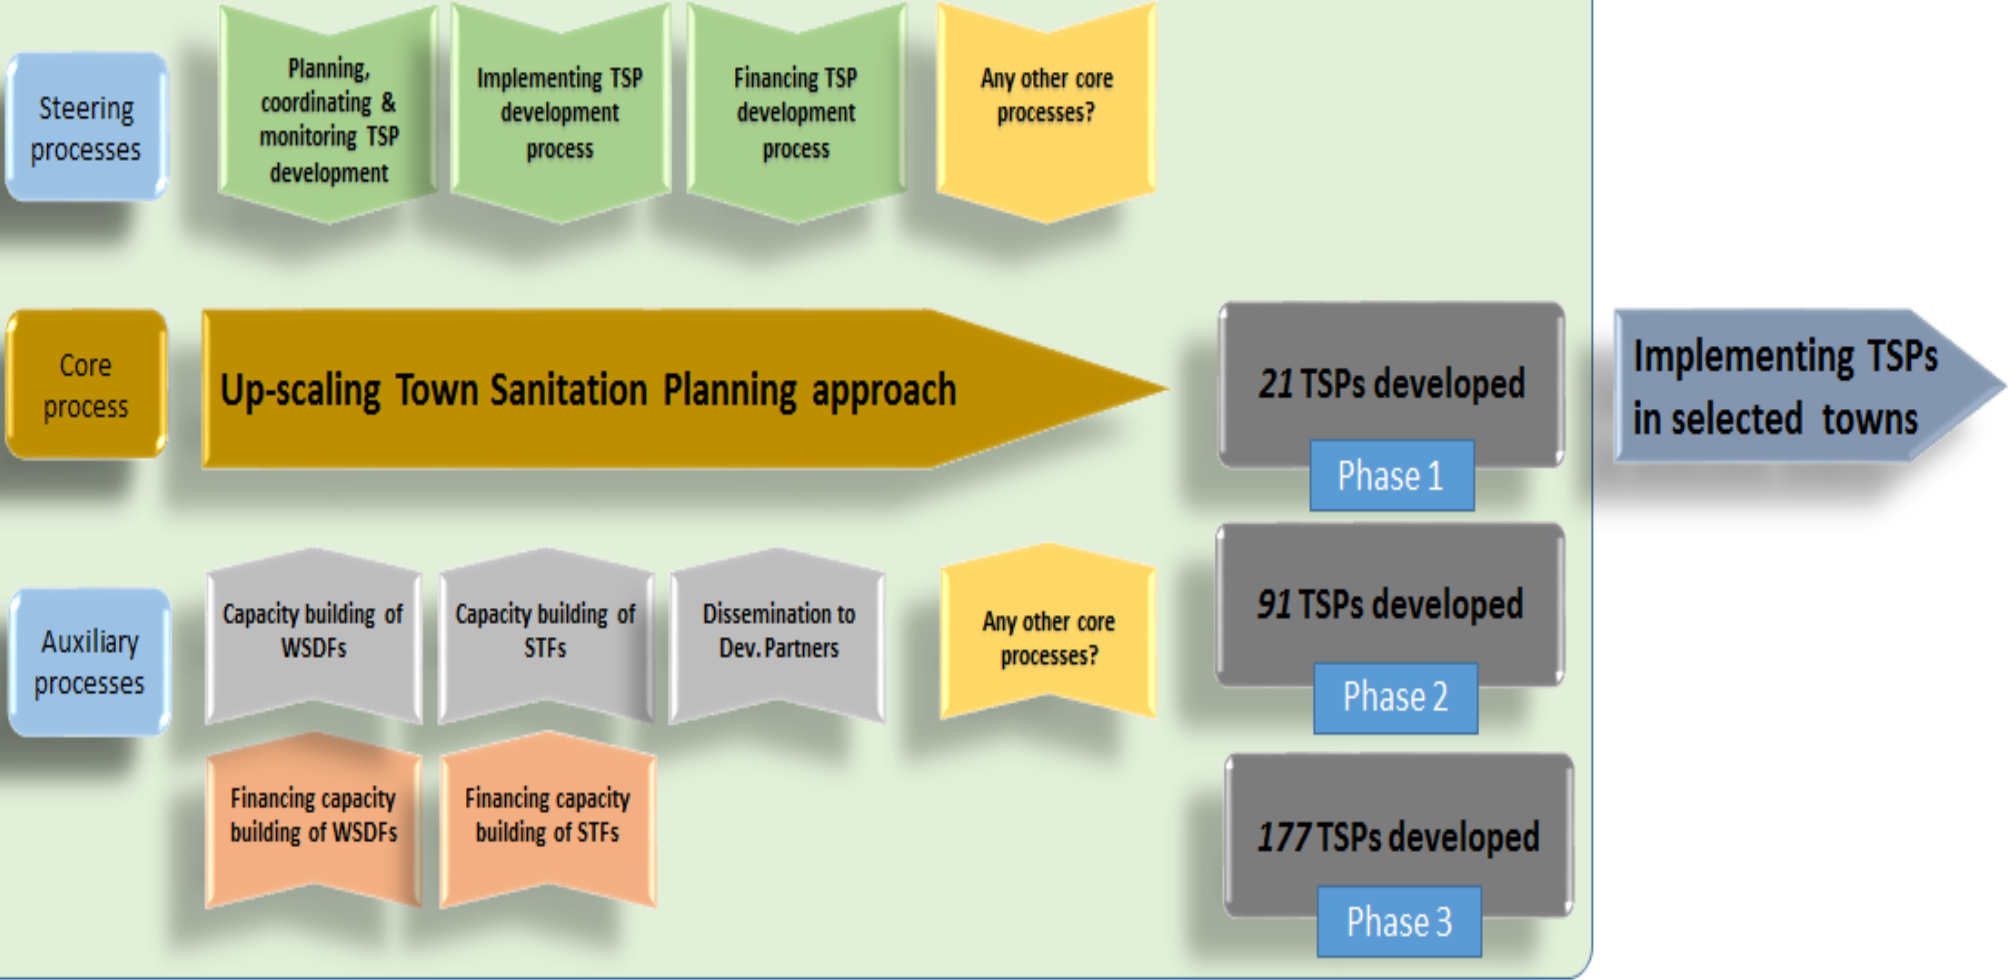 Steering
processes
Planning,
coordinating &
monitoring TSP
development
Implementing TSP
development
process
Financing TSP
development
process
Any other core
processes?
Core
process
Up-scaling Town Sanitation Planning approach
21 TSPs developed
Phase 1
Implementing TSPs
in selected towns
Auxiliary
processes
Capacity building of
WSDFs
Capacity building of
STFs
Dissemination to
Dev. Partners
Any other core
processes?
91 TSPs developed
Phase 2
Financing capacity
building of WSDFs
Financing capacity
building of STFs
177 TSPs developed
Phase 3